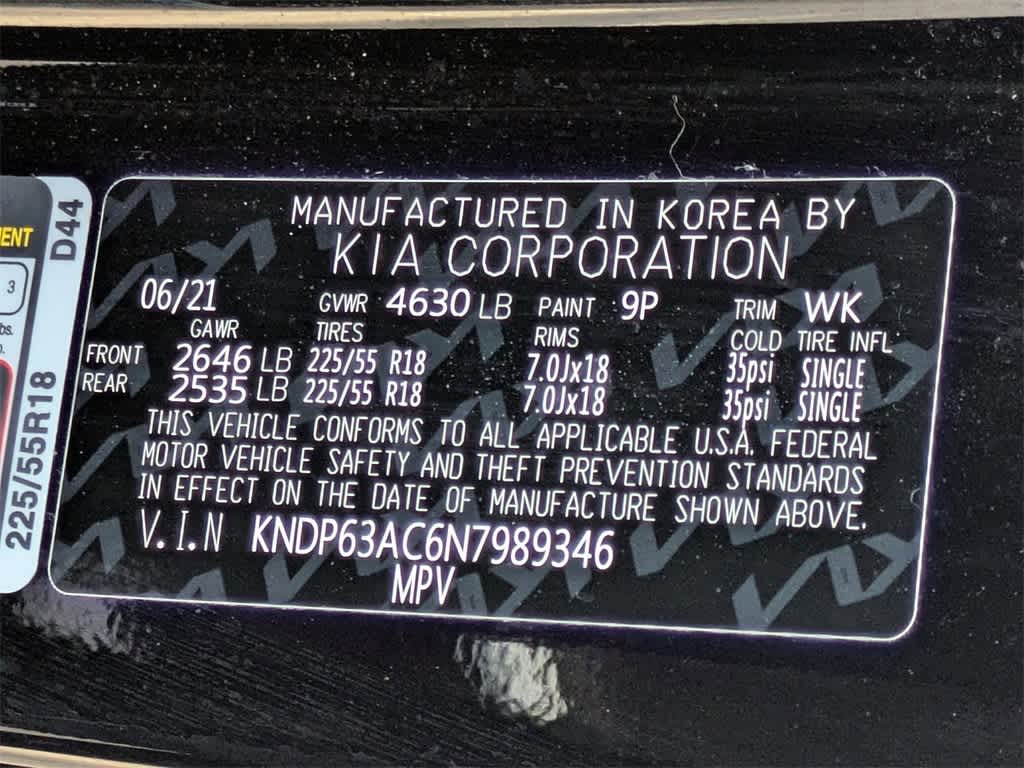 MANUFACTURED IN KOREA BY
KIA CORPORATION
06/21 GVWR 4630 LB PAINT 9P TRIM WK
GAWR TIRES RIMS COLD TIRE INFL
FRONT 2646 LB 225/55 R18 7.0Jx18 35psi SINGLE
REAR 2535 LB 225/55 R18 7.0Jx18 35psi SINGLE
THIS VEHICLE CONFORMS TO ALL APPLICABLE U.S.A. FEDERAL
MOTOR VEHICLE SAFETY AND THEFT PREVENTION STANDARDS
IN EFFECT ON THE DATE OF MANUFACTURE SHOWN ABOVE.
V.I.N KNDP63AC6N7989346
MPV
D44
225/55R18
ENT
3
bs.